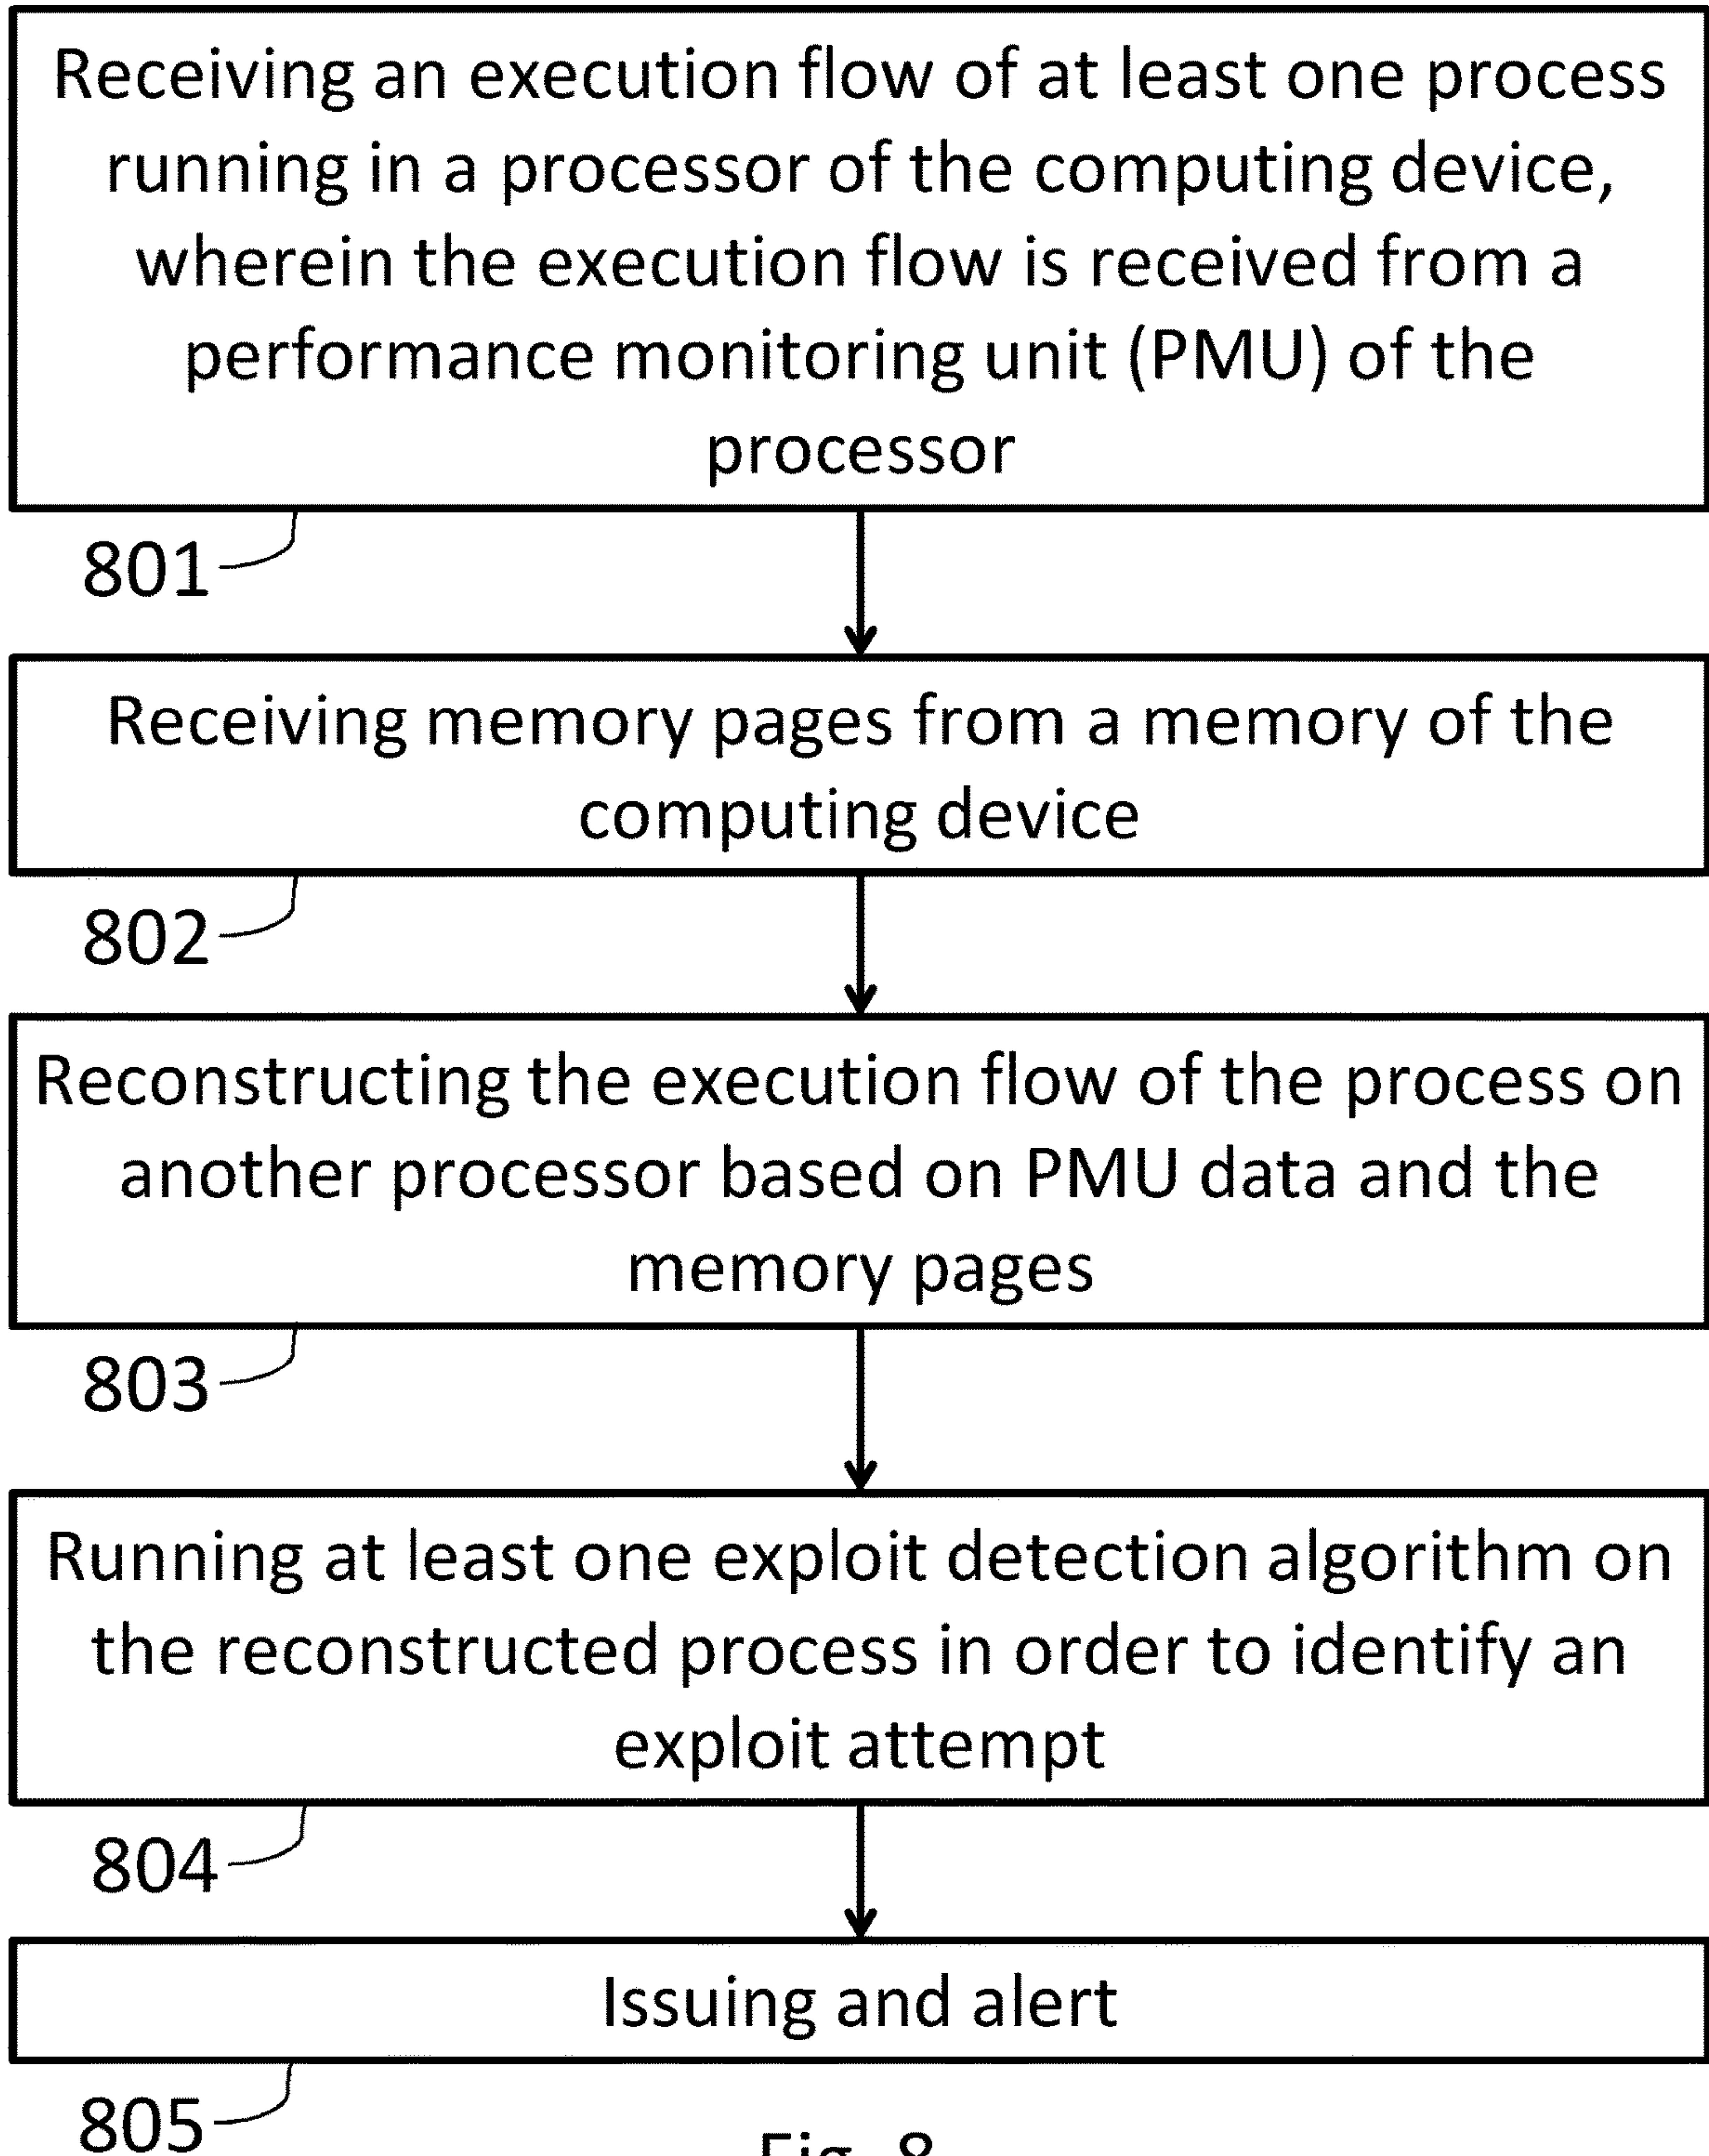 Receiving an execution flow of at least one process
running in a processor of the computing device,
wherein the execution flow is received from a
performance monitoring unit (PMU) of the
processor
801
Receiving memory pages from a memory of the
computing device
802
Reconstructing the execution flow of the process on
another processor based on PMU data and the
memory pages
803
Running at least one exploit detection algorithm on
the reconstructed process in order to identify an
exploit attempt
804
Issuing and alert
805
Fig. 8